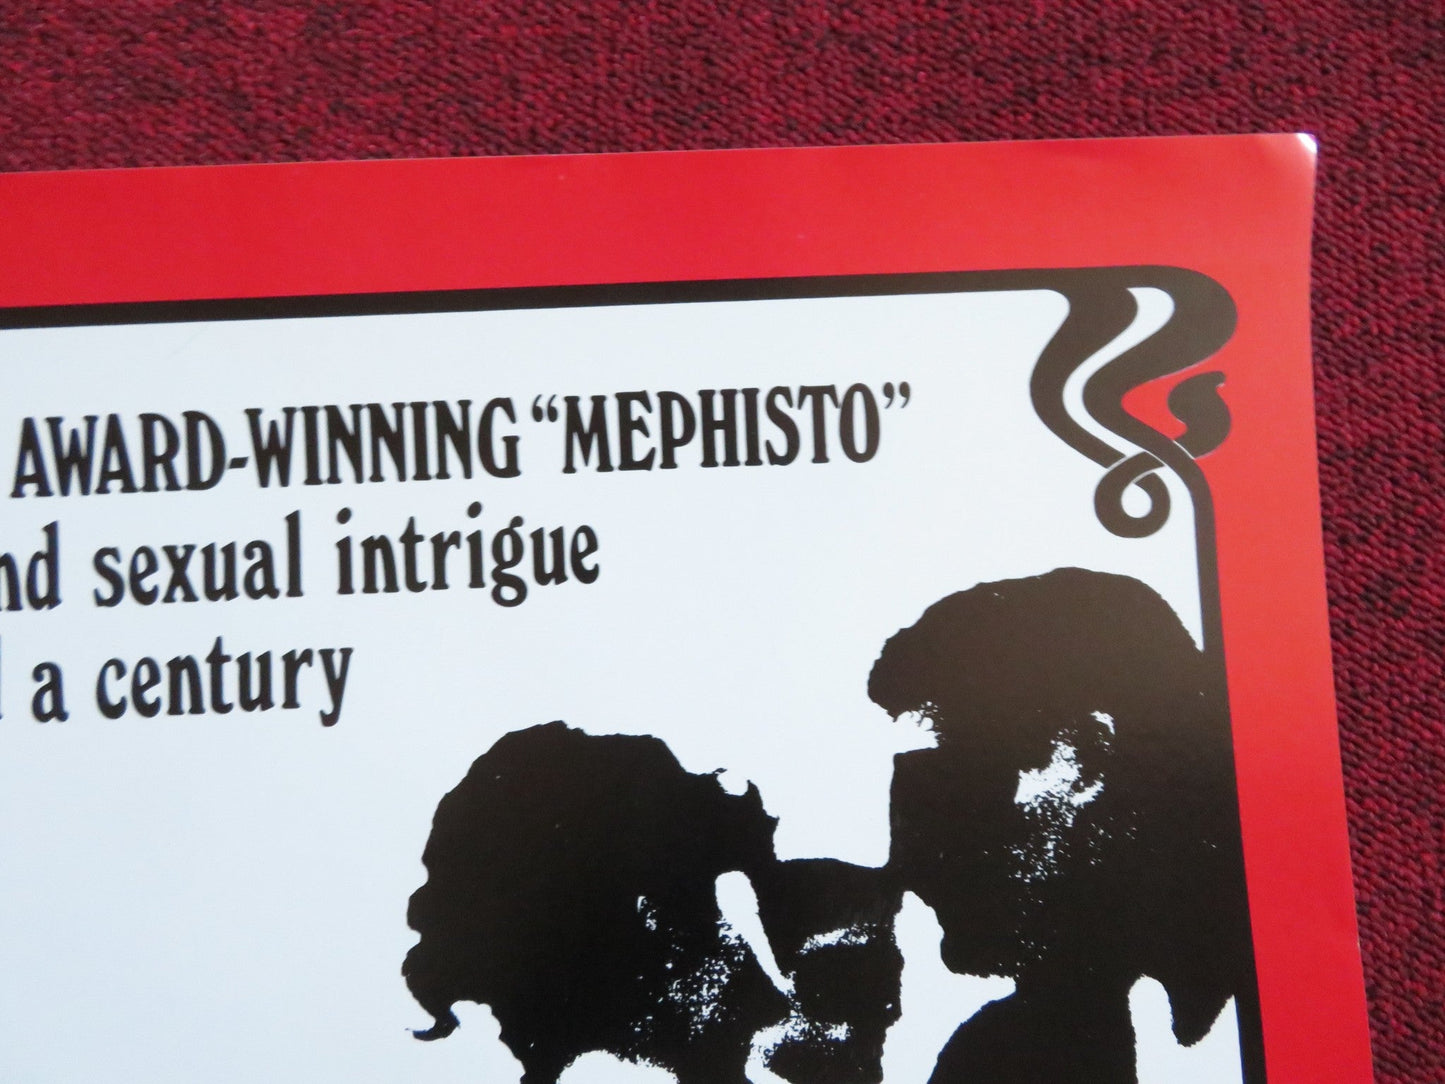 AWARD-WINNING “MEPHISTO”
nd sexual intrigue
a century